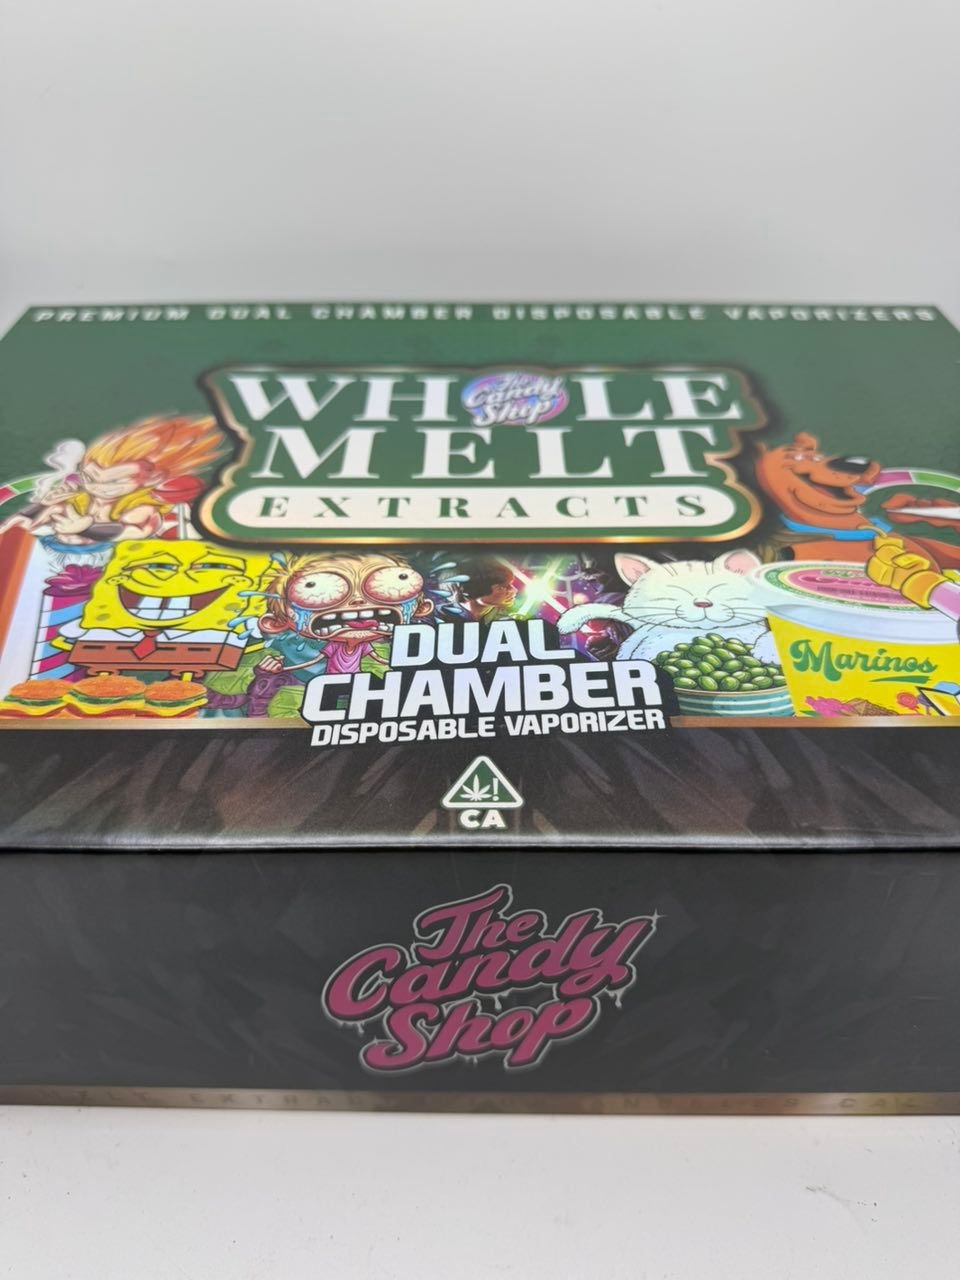 PREMIUM DUAL CHAMBER DISPOSABLE VAPORIZERS
WHOLE
The
Candy
Shop
MELT
EXTRACTS
Marinos
DUAL
CHAMBER
DISPOSABLE VAPORIZER
CA
The
Candy
Shop